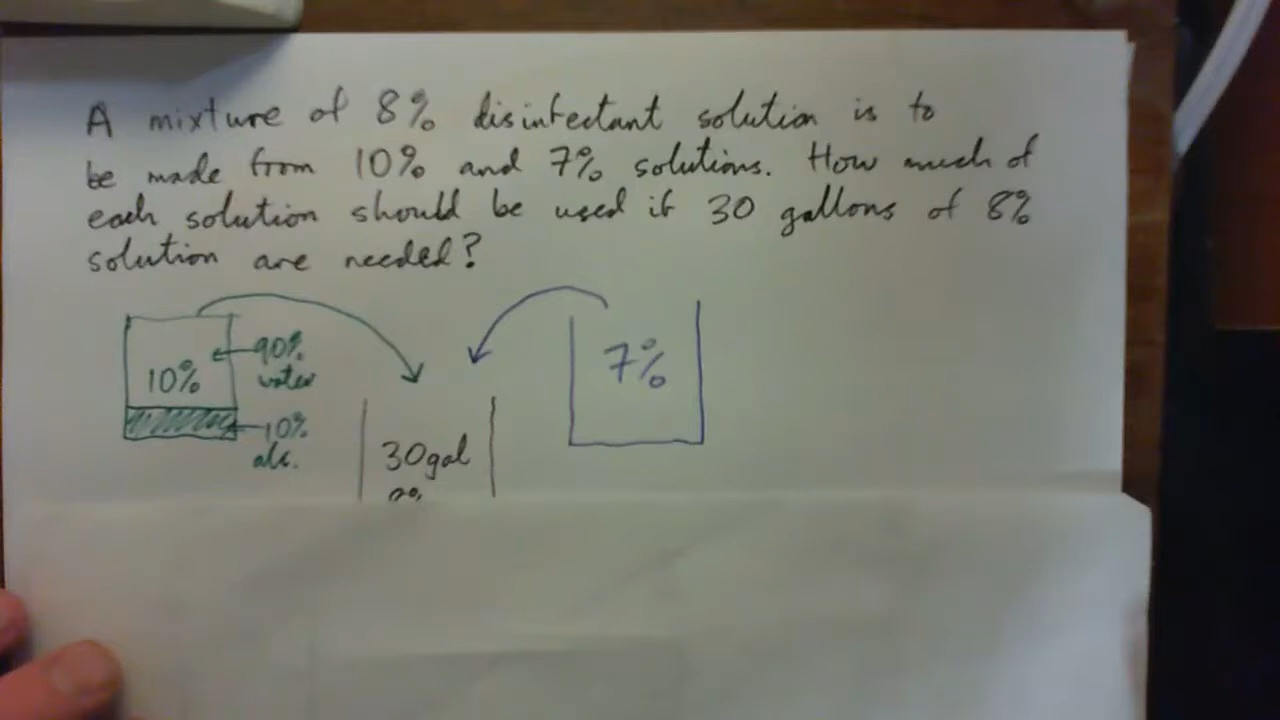 A mixture of 8% disinfectant solution is to
be made from 10% and 7% solutions. How much of
each solution should be used if 30 gallons of 8%
solution are needed?
10%
90%
water
10%
alc.
30gal
7%